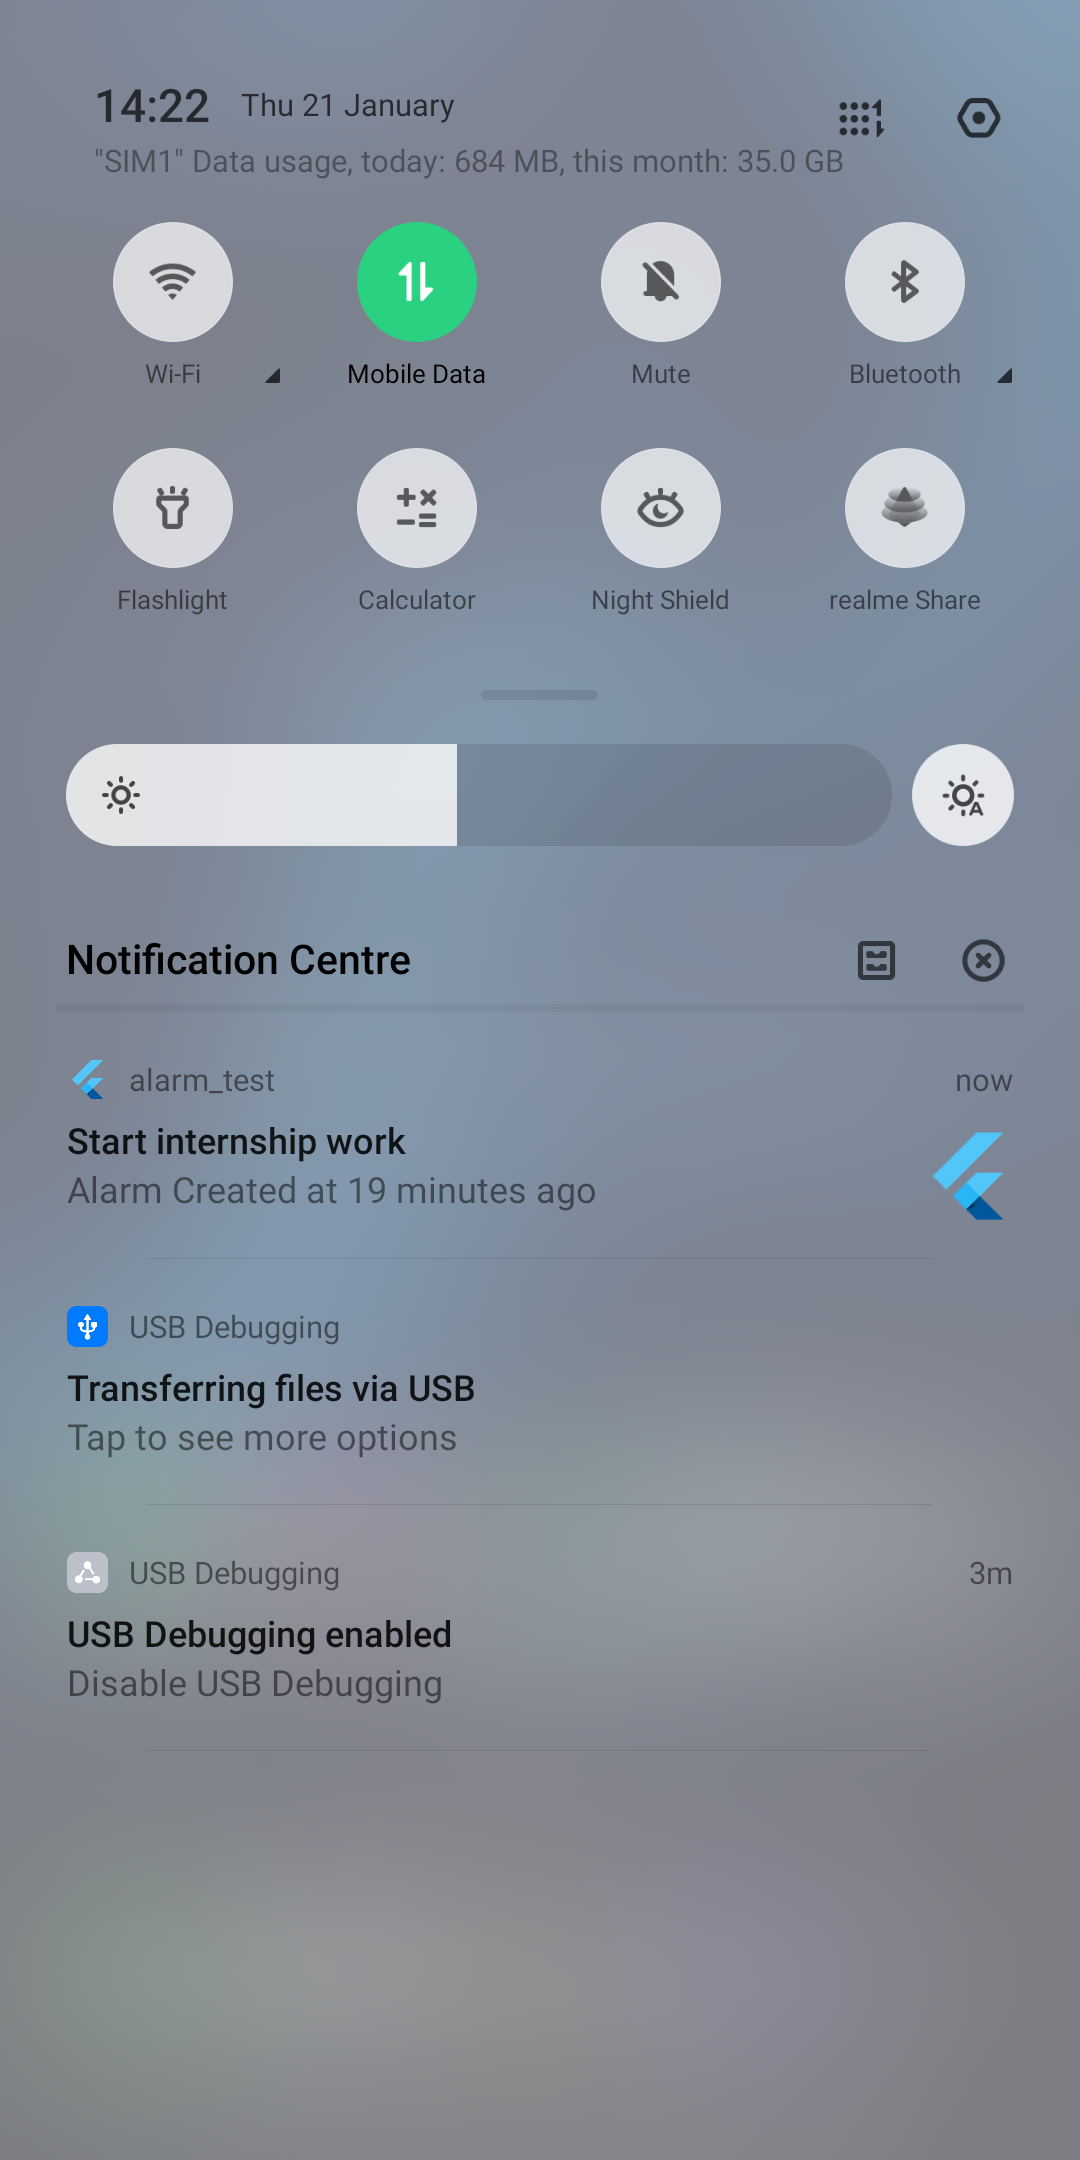 14:22 Thu 21 January
"SIM1" Data usage, today: 684 MB, this month: 35.0 GB
Wi-Fi Mobile Data Mute Bluetooth
Flashlight Calculator Night Shield realme Share
A
Notification Centre
alarm_test now
Start internship work
Alarm Created at 19 minutes ago
USB Debugging
Transferring files via USB
Tap to see more options
USB Debugging 3m
USB Debugging enabled
Disable USB Debugging